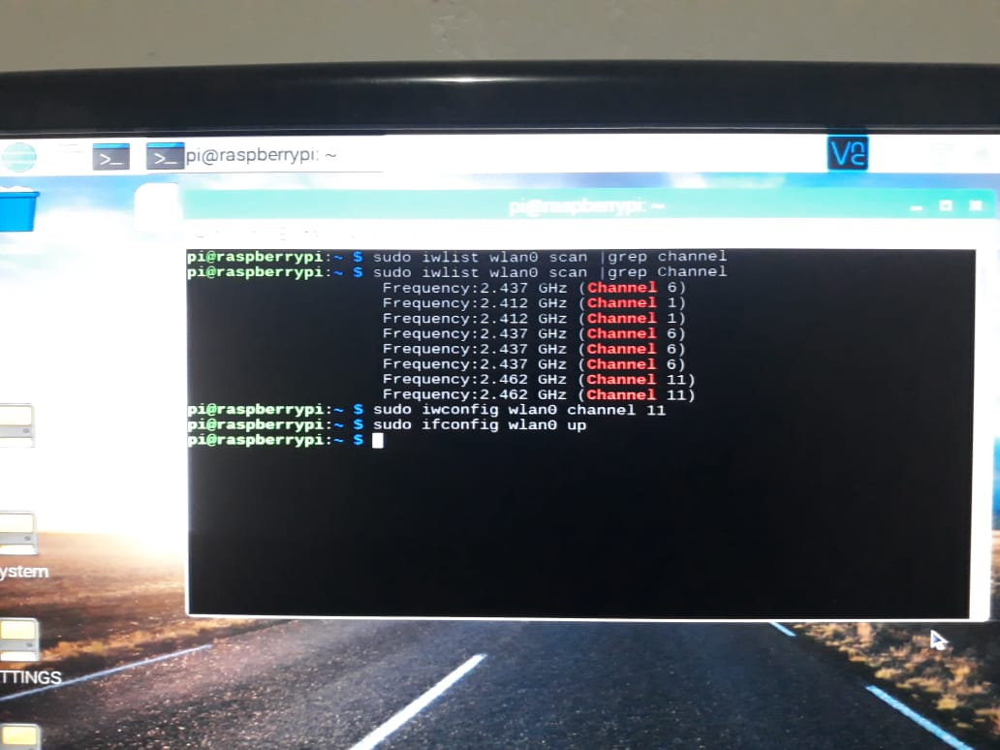 >_ >_ pi@raspberrypi: ~
V2
pi@raspberrypi: ~
pi@raspberrypi:~ $ sudo iwlist wlan0 scan |grep channel
pi@raspberrypi:~ $ sudo iwlist wlan0 scan |grep Channel
Frequency:2.437 GHz (Channel 6)
Frequency:2.412 GHz (Channel 1)
Frequency:2.412 GHz (Channel 1)
Frequency:2.437 GHz (Channel 6)
Frequency:2.437 GHz (Channel 6)
Frequency:2.437 GHz (Channel 6)
Frequency:2.462 GHz (Channel 11)
Frequency:2.462 GHz (Channel 11)
pi@raspberrypi:~ $ sudo iwconfig wlan0 channel 11
pi@raspberrypi:~ $ sudo ifconfig wlan0 up
pi@raspberrypi:~ $
ystem
TTINGS